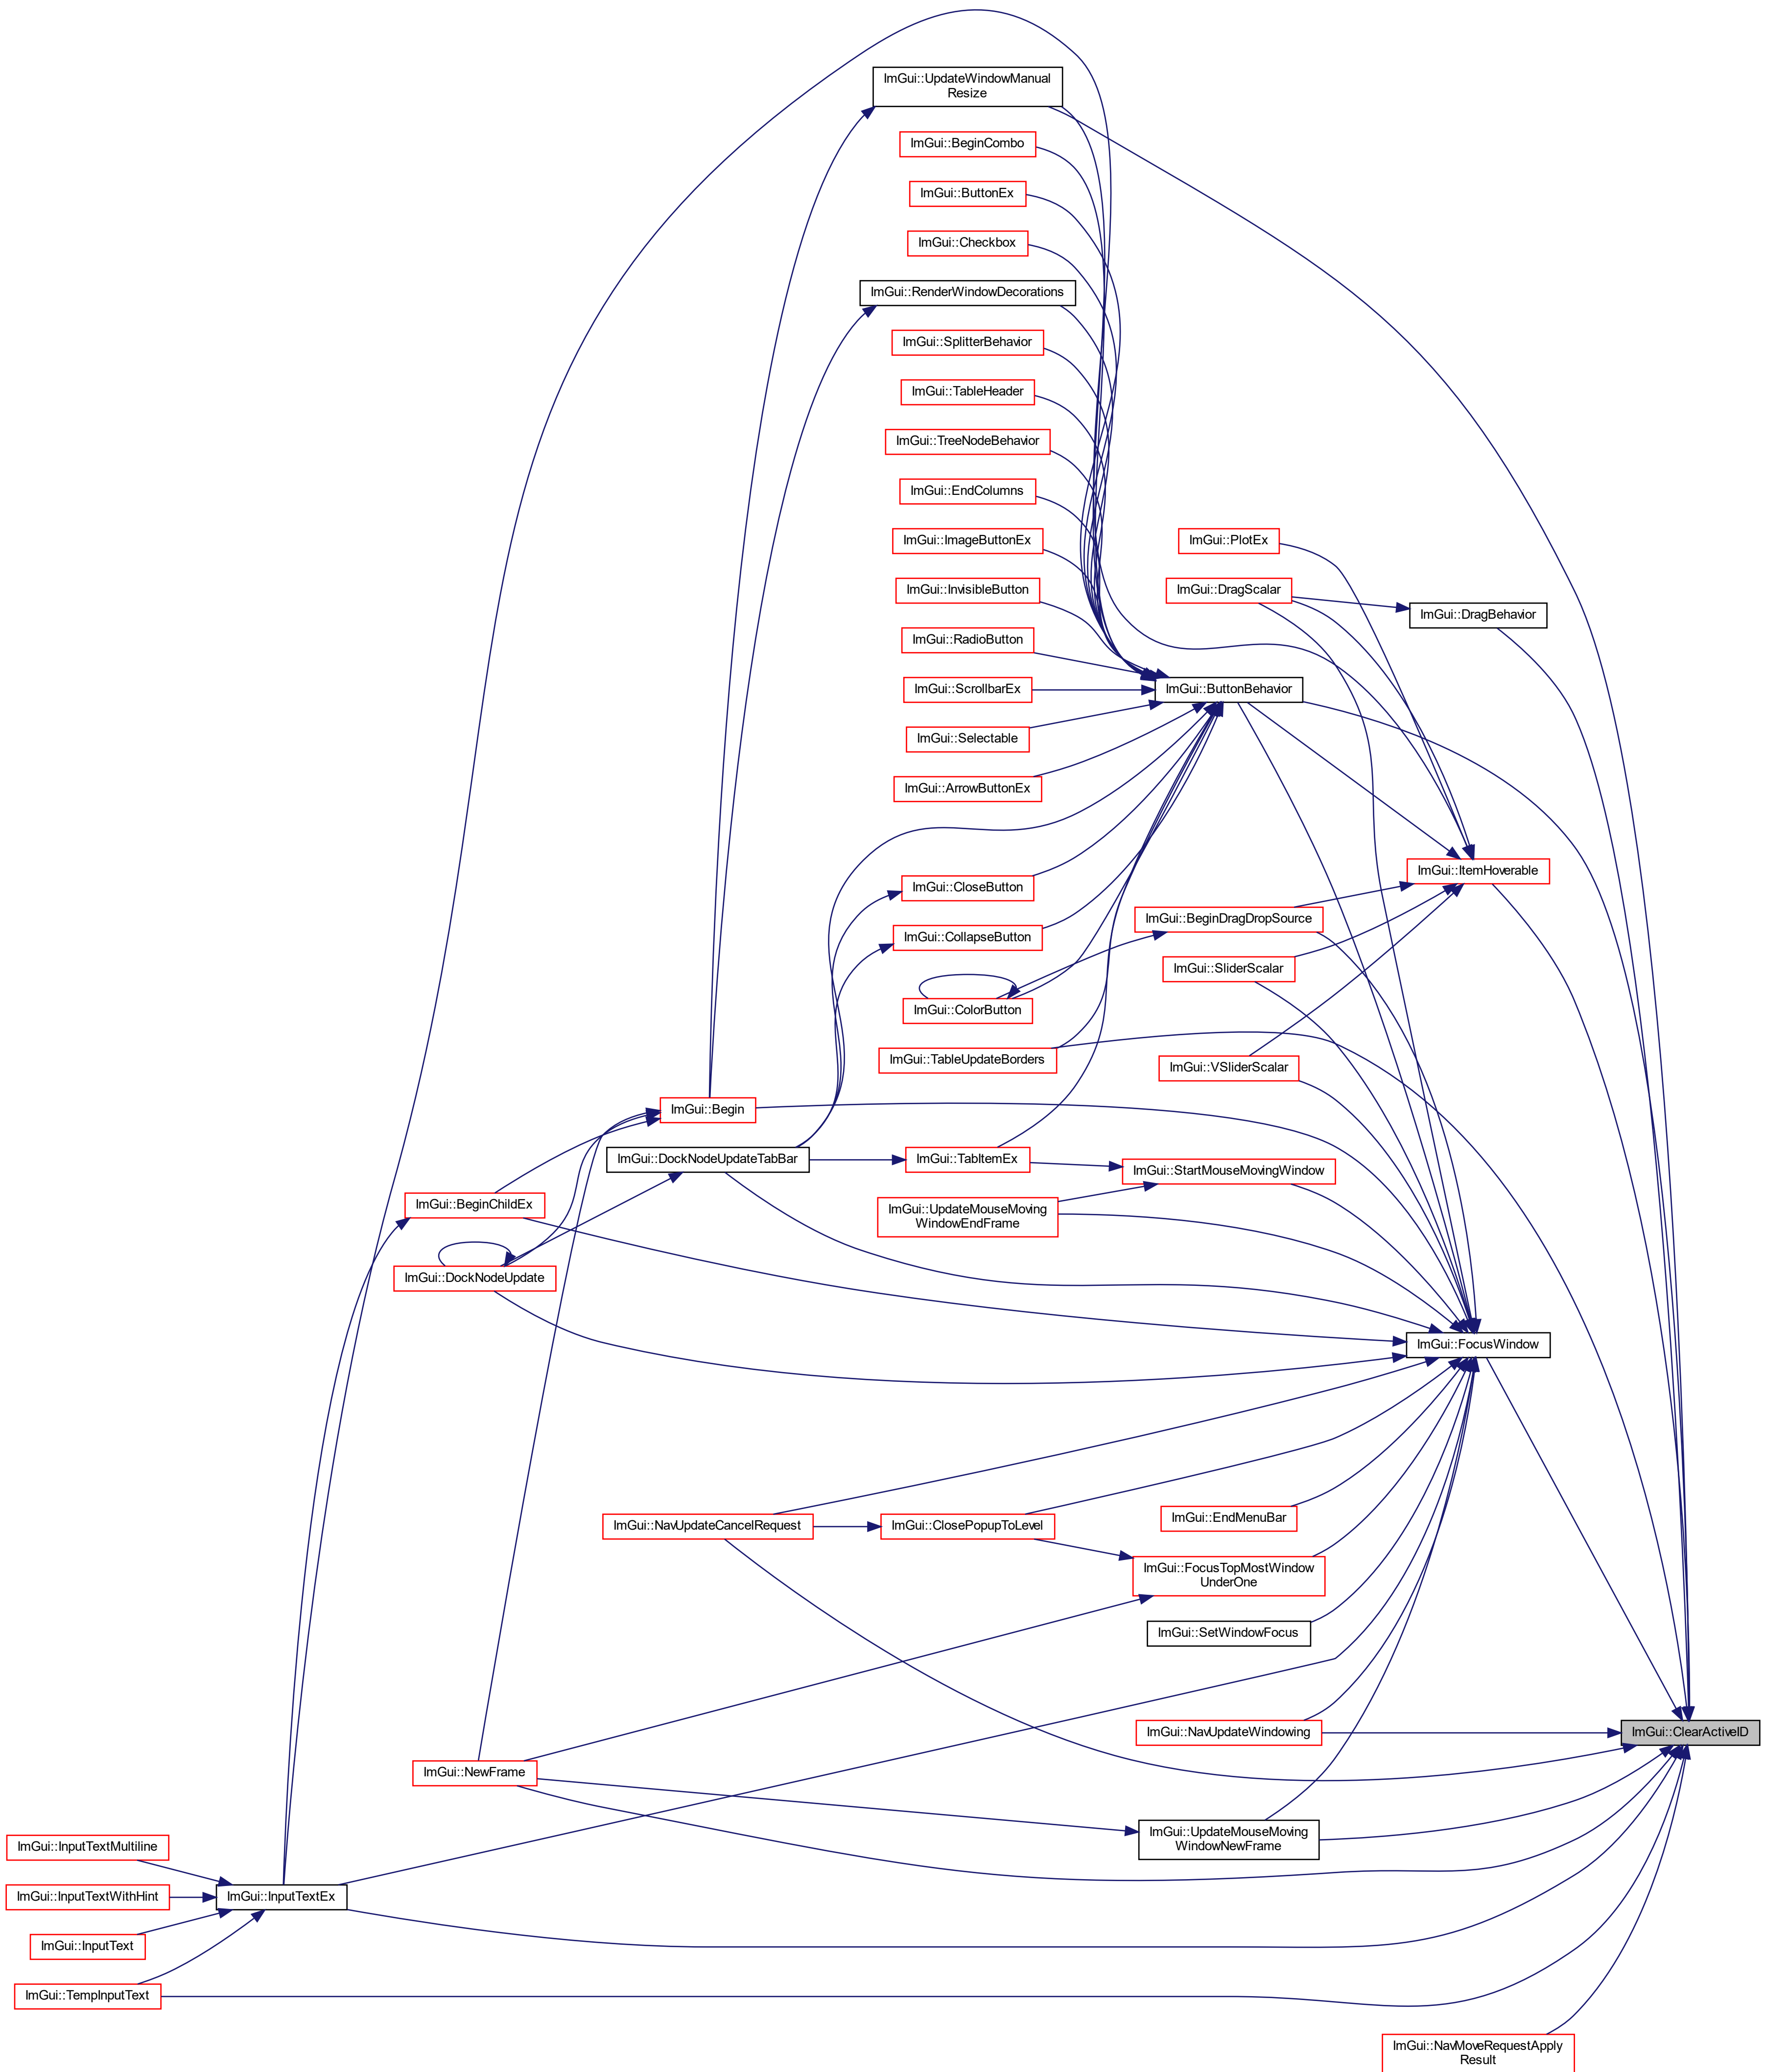 ImGui::UpdateWindowManual
Resize
ImGui::BeginCombo
ImGui::ButtonEx
ImGui::Checkbox
ImGui::RenderWindowDecorations
ImGui::SplitterBehavior
ImGui::TableHeader
ImGui::TreeNodeBehavior
ImGui::EndColumns
ImGui::ImageButtonEx
ImGui::PlotEx
ImGui::InvisibleButton
ImGui::DragScalar
ImGui::DragBehavior
ImGui::RadioButton
ImGui::ScrollbarEx
ImGui::ButtonBehavior
ImGui::Selectable
ImGui::ArrowButtonEx
ImGui::ItemHoverable
ImGui::CloseButton
ImGui::BeginDragDropSource
ImGui::CollapseButton
ImGui::SliderScalar
ImGui::ColorButton
ImGui::TableUpdateBorders
ImGui::VSliderScalar
ImGui::Begin
ImGui::DockNodeUpdateTabBar
ImGui::TabItemEx
ImGui::StartMouseMovingWindow
ImGui::BeginChildEx
ImGui::UpdateMouseMoving
WindowEndFrame
ImGui::DockNodeUpdate
ImGui::FocusWindow
ImGui::NavUpdateCancelRequest
ImGui::ClosePopupToLevel
ImGui::EndMenuBar
ImGui::FocusTopMostWindow
UnderOne
ImGui::SetWindowFocus
ImGui::NavUpdateWindowing
ImGui::ClearActiveID
ImGui::NewFrame
ImGui::UpdateMouseMoving
WindowNewFrame
ImGui::InputTextMultiline
ImGui::InputTextWithHint
ImGui::InputTextEx
ImGui::InputText
ImGui::TempInputText
ImGui::NavMoveRequestApply
Result